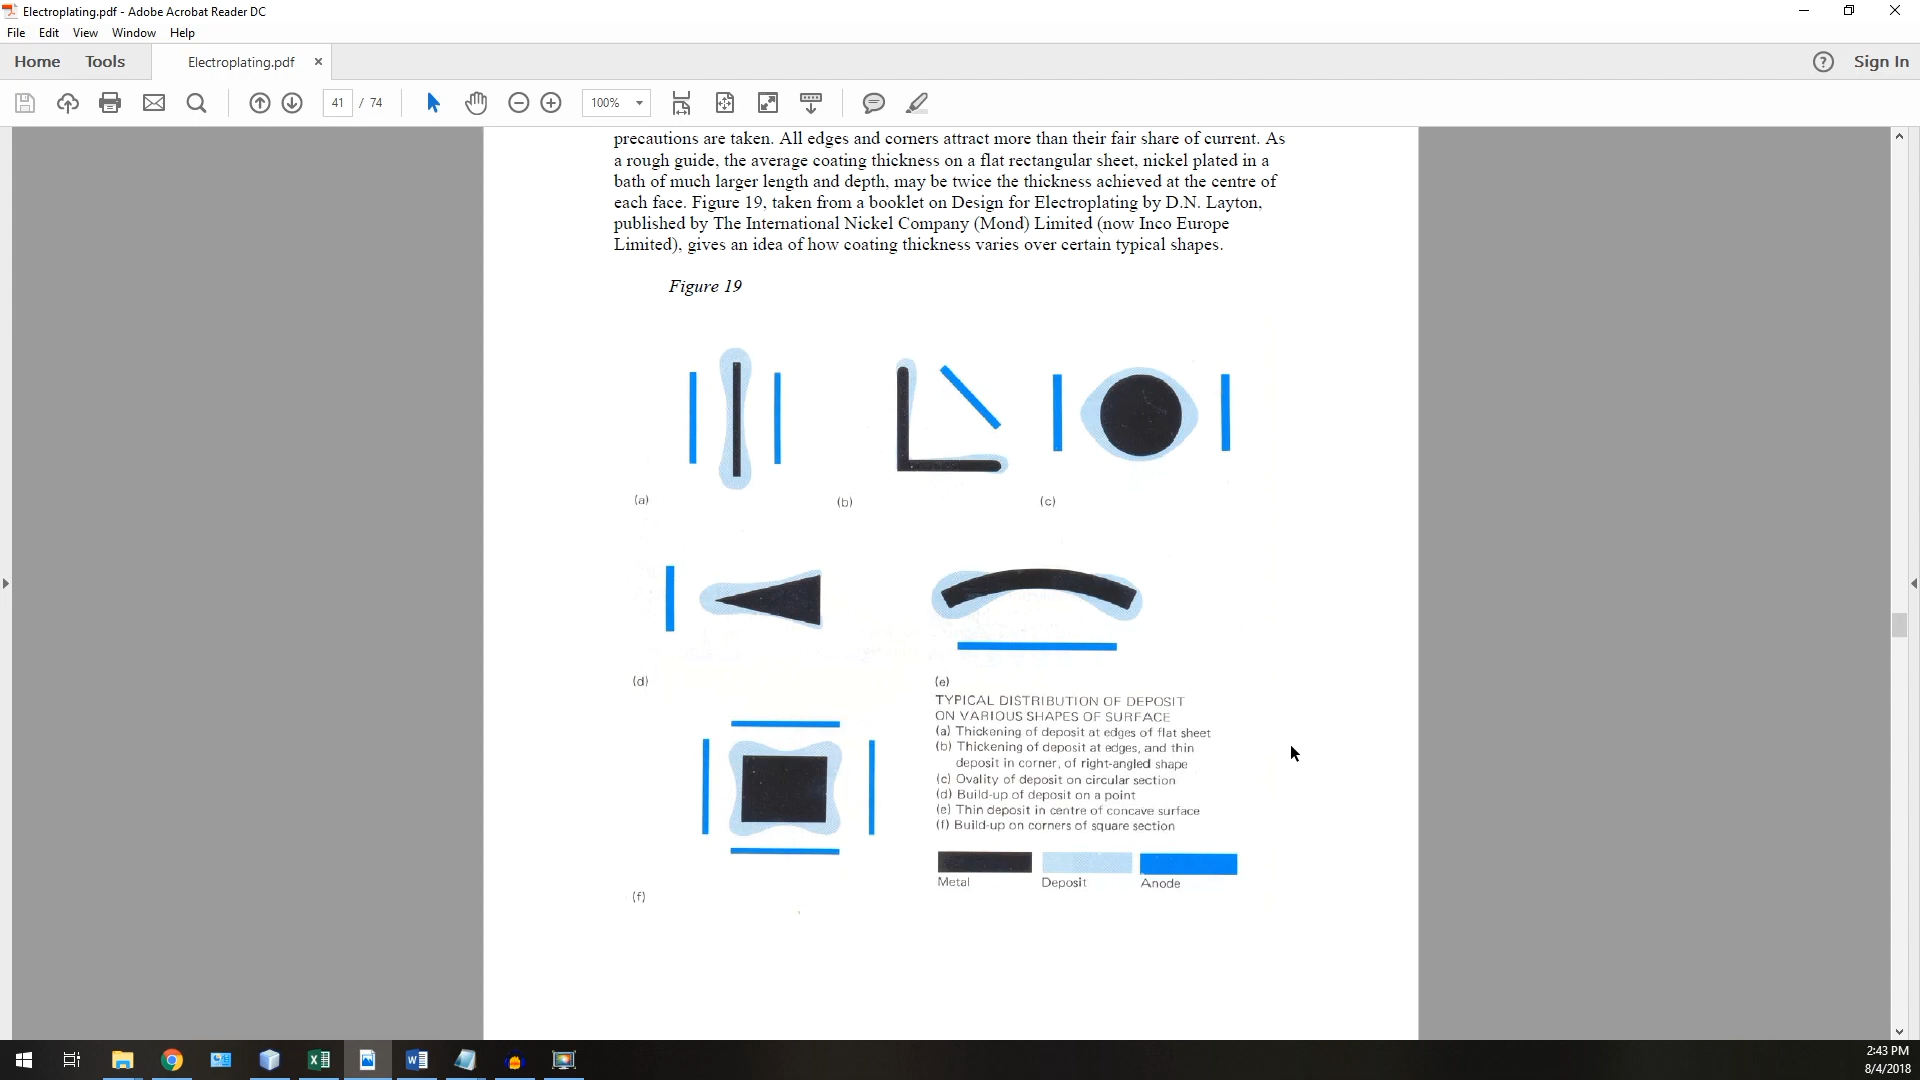 Electroplating.pdf - Adobe Acrobat Reader DC
File Edit View Window Help
Home Tools Electroplating.pdf × ? Sign In
41 / 74 100%
precautions are taken. All edges and corners attract more than their fair share of current. As
a rough guide, the average coating thickness on a flat rectangular sheet, nickel plated in a
bath of much larger length and depth, may be twice the thickness achieved at the centre of
each face. Figure 19, taken from a booklet on Design for Electroplating by D.N. Layton,
published by The International Nickel Company (Mond) Limited (now Inco Europe
Limited), gives an idea of how coating thickness varies over certain typical shapes.
Figure 19
(a) (b) (c)
(d) (e)
TYPICAL DISTRIBUTION OF DEPOSIT
ON VARIOUS SHAPES OF SURFACE
(a) Thickening of deposit at edges of flat sheet
(b) Thickening of deposit at edges, and thin
deposit in corner, of right-angled shape
(c) Ovality of deposit on circular section
(d) Build-up of deposit on a point
(e) Thin deposit in centre of concave surface
(f) Build-up on corners of square section
Metal Deposit Anode
(f)
2:43 PM
8/4/2018